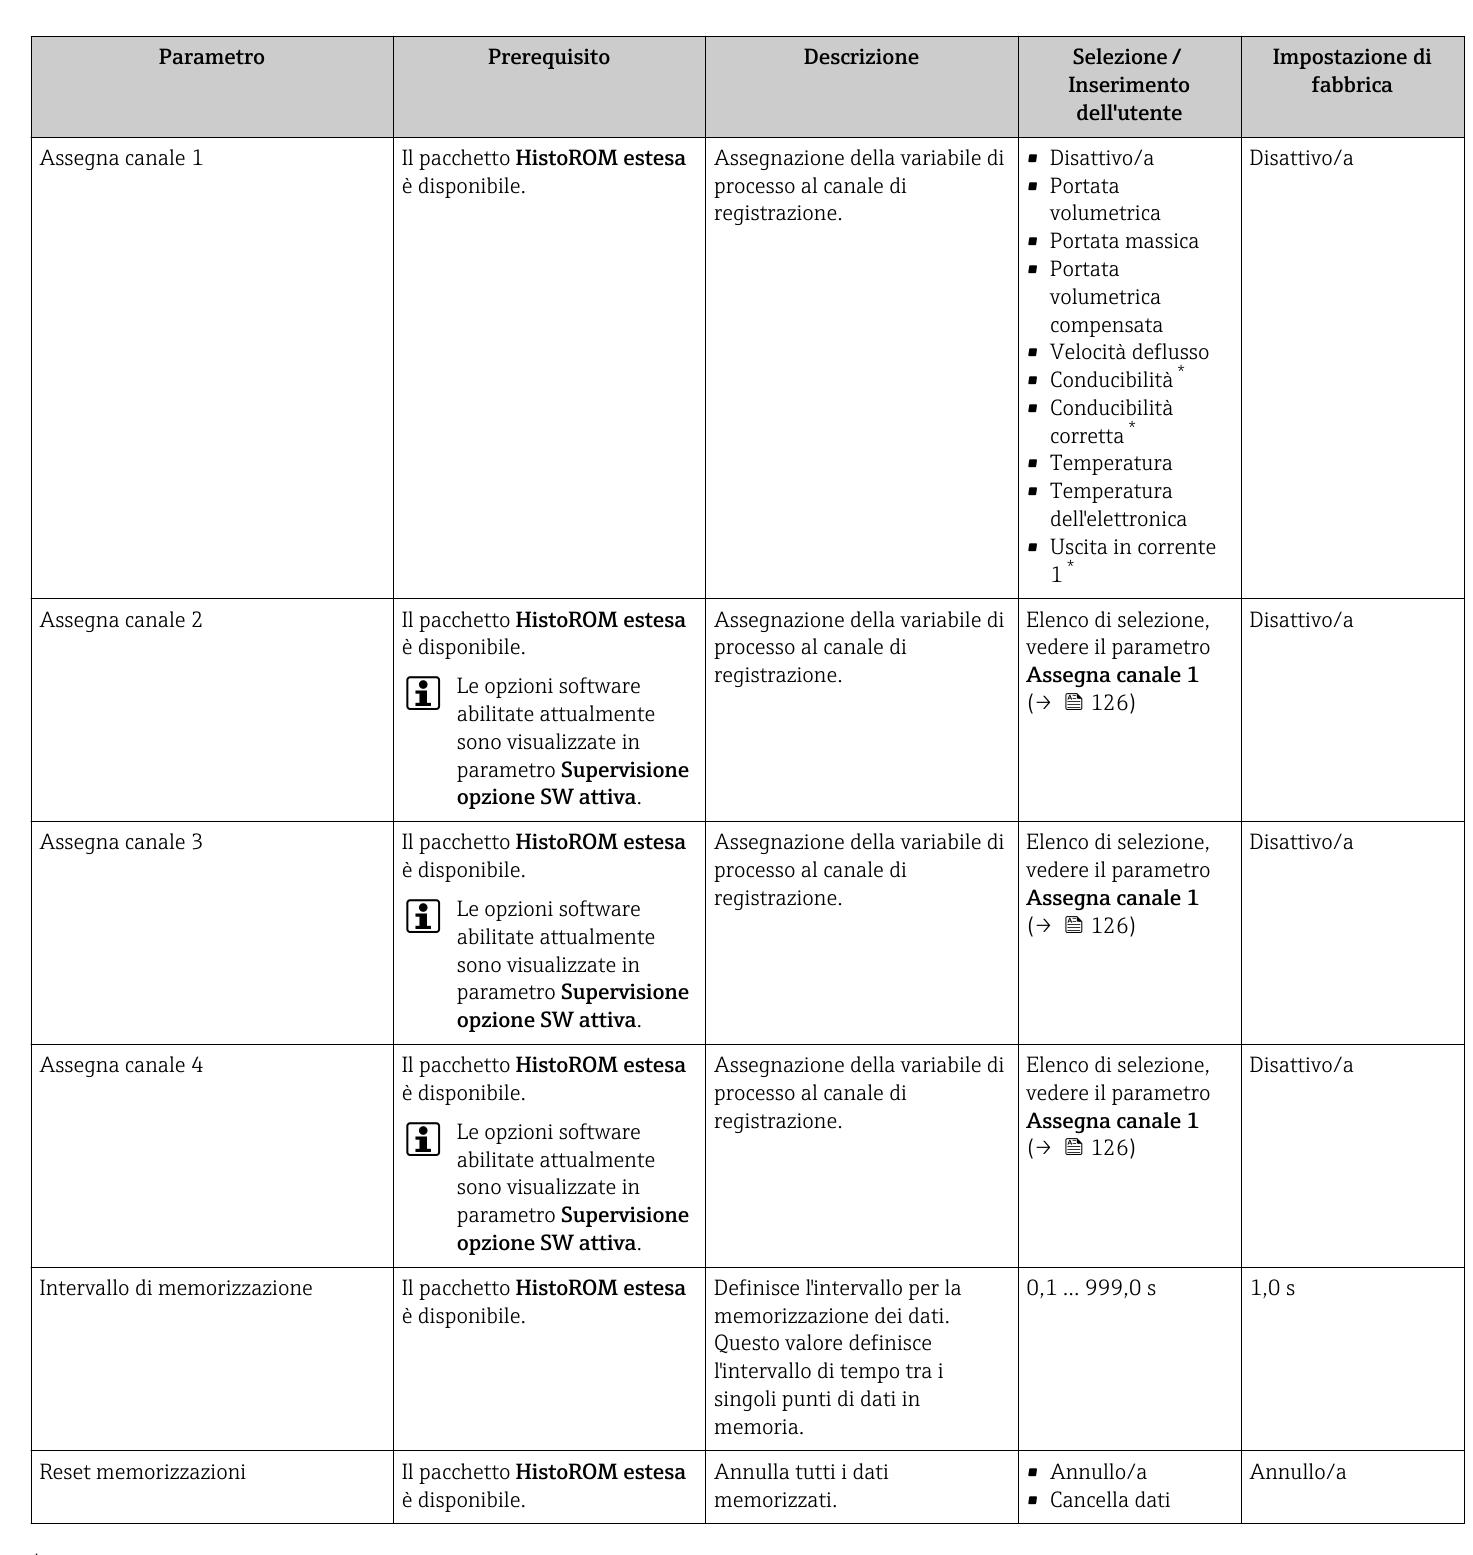 Parametro
Prerequisito
Descrizione
Selezione /
Inserimento
dell'utente
Impostazione di
fabbrica
Assegna canale 1
Il pacchetto HistoROM estesa
è disponibile.
Assegnazione della variabile di
processo al canale di
registrazione.
▪ Disattivo/a
▪ Portata
volumetrica
▪ Portata massica
▪ Portata
volumetrica
compensata
▪ Velocità deflusso
▪ Conducibilità *
▪ Conducibilità
corretta *
▪ Temperatura
▪ Temperatura
dell'elettronica
▪ Uscita in corrente
1 *
Disattivo/a
Assegna canale 2
Il pacchetto HistoROM estesa
è disponibile.
Le opzioni software
abilitate attualmente
sono visualizzate in
parametro Supervisione
opzione SW attiva.
Assegnazione della variabile di
processo al canale di
registrazione.
Elenco di selezione,
vedere il parametro
Assegna canale 1
(→ 126)
Disattivo/a
Assegna canale 3
Il pacchetto HistoROM estesa
è disponibile.
Le opzioni software
abilitate attualmente
sono visualizzate in
parametro Supervisione
opzione SW attiva.
Assegnazione della variabile di
processo al canale di
registrazione.
Elenco di selezione,
vedere il parametro
Assegna canale 1
(→ 126)
Disattivo/a
Assegna canale 4
Il pacchetto HistoROM estesa
è disponibile.
Le opzioni software
abilitate attualmente
sono visualizzate in
parametro Supervisione
opzione SW attiva.
Assegnazione della variabile di
processo al canale di
registrazione.
Elenco di selezione,
vedere il parametro
Assegna canale 1
(→ 126)
Disattivo/a
Intervallo di memorizzazione
Il pacchetto HistoROM estesa
è disponibile.
Definisce l'intervallo per la
memorizzazione dei dati.
Questo valore definisce
l'intervallo di tempo tra i
singoli punti di dati in
memoria.
0,1 … 999,0 s
1,0 s
Reset memorizzazioni
Il pacchetto HistoROM estesa
è disponibile.
Annulla tutti i dati
memorizzati.
▪ Annullo/a
▪ Cancella dati
Annullo/a